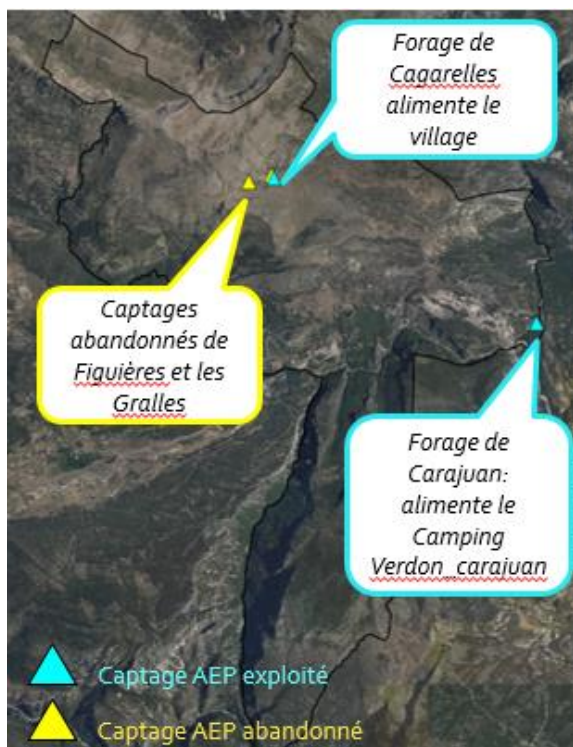 Forage de
Cagarelles
alimente le
village
Captages
abandonnés de
Figuières et les
Gralles
Forage de
Carajuan:
alimente le
Camping
Verdon_carajuan
Captage AEP exploité
Captage AEP abandonné